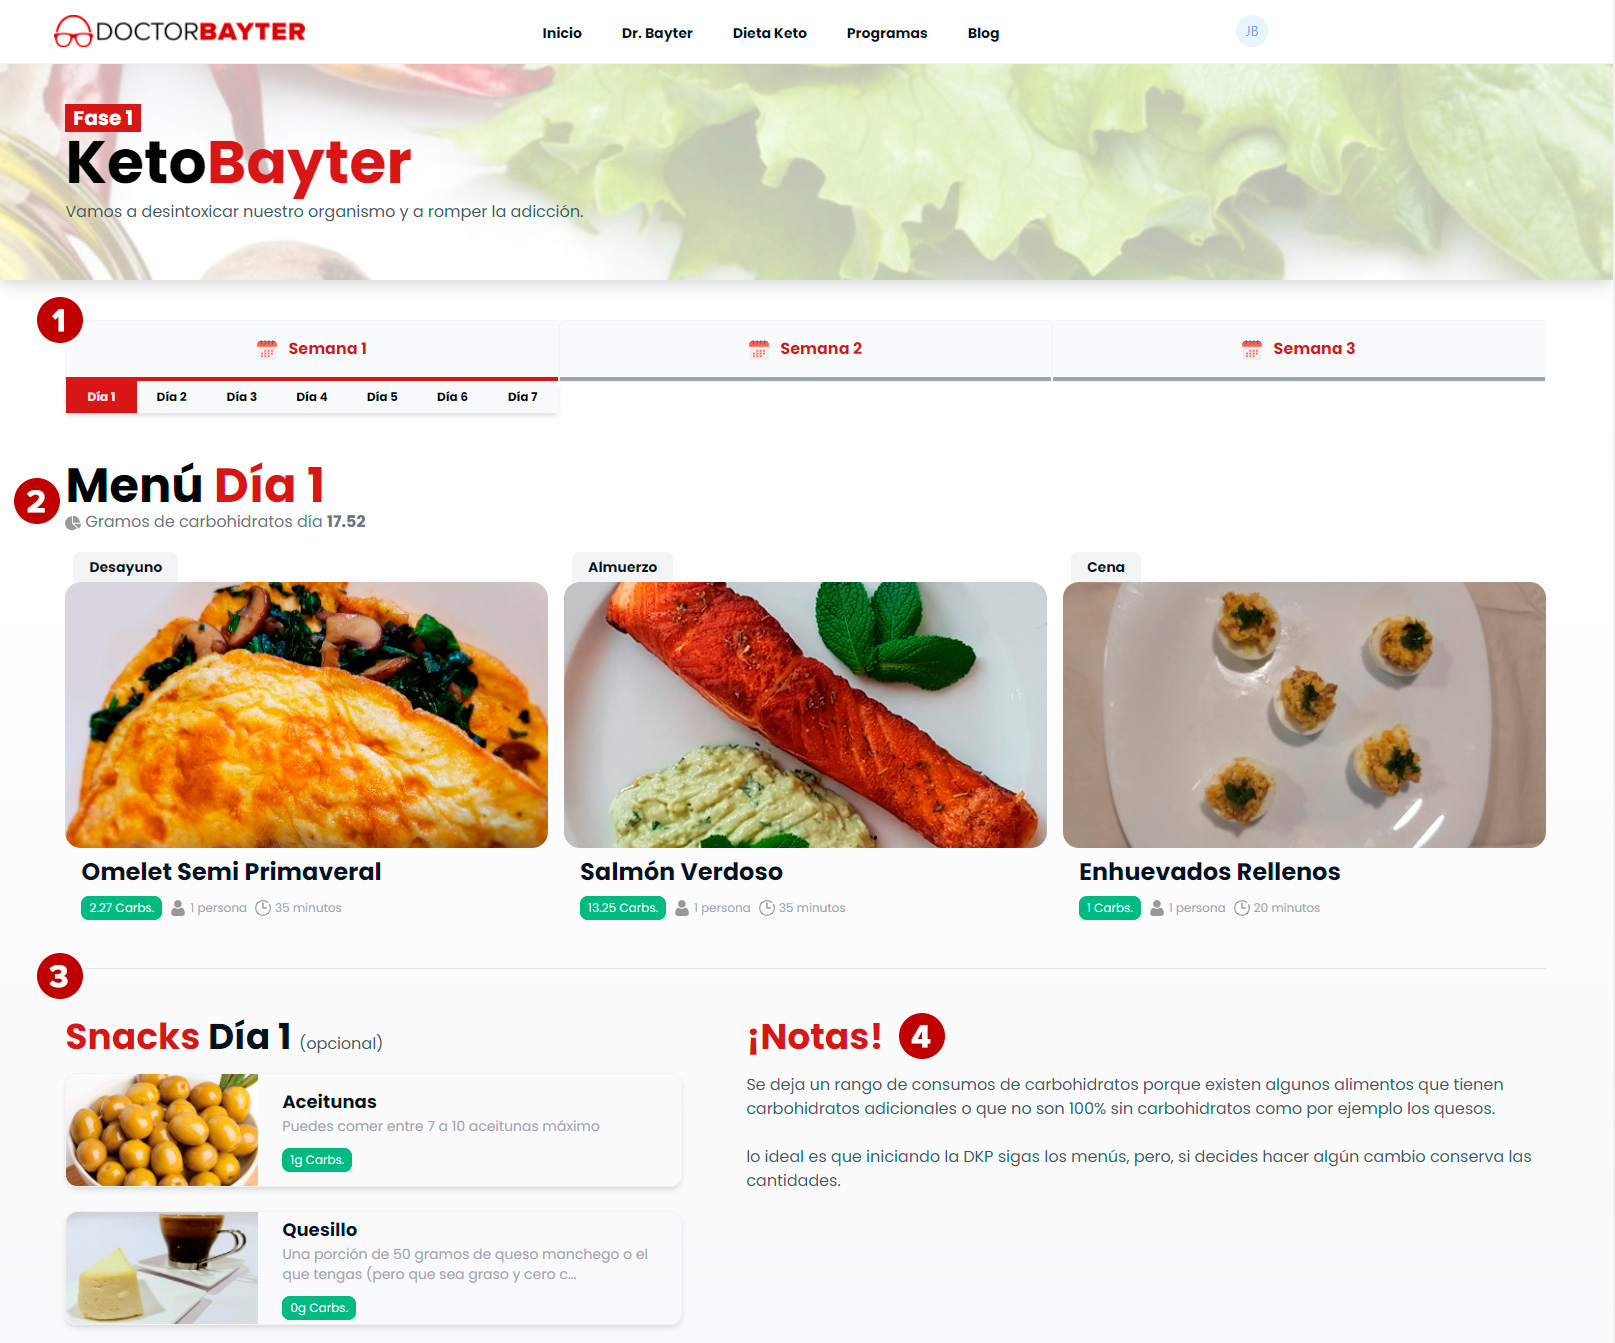 DOCTORBAYTER
Inicio
Dr. Bayter
Dieta Keto
Programas
Blog
JB
Fase 1
KetoBayter
Vamos a desintoxicar nuestro organismo y a romper la adicción.
1
Semana 1
Semana 2
Semana 3
Día 1
Día 2
Día 3
Día 4
Día 5
Día 6
Día 7
2
Menú Día 1
Gramos de carbohidratos día 17.52
Desayuno
Omelet Semi Primaveral
2.27 Carbs.
1 persona
35 minutos
Almuerzo
Salmón Verdoso
13.25 Carbs.
1 persona
35 minutos
Cena
Enhuevados Rellenos
1 Carbs.
1 persona
20 minutos
3
Snacks Día 1 (opcional)
Aceitunas
Puedes comer entre 7 a 10 aceitunas máximo
1g Carbs.
Quesillo
Una porción de 50 gramos de queso manchego o el
que tengas (pero que sea graso y cero c...
0g Carbs.
¡Notas!
4
Se deja un rango de consumos de carbohidratos porque existen algunos alimentos que tienen
carbohidratos adicionales o que no son 100% sin carbohidratos como por ejemplo los quesos.
lo ideal es que iniciando la DKP sigas los menús, pero, si decides hacer algún cambio conserva las
cantidades.